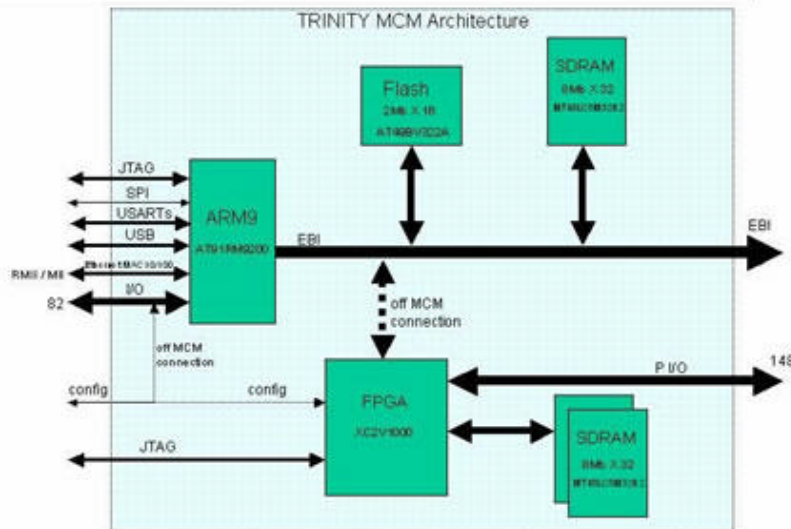 TRINITY MCM Architecture
Flash
2Mb X 16
AT49BV322A
SDRAM
8Mb X 32
JTAG
SPI
USARTs
USB
RMII / MII
I/O
82
ARM9
AT91RM9200
EBI
EBI
off MCM
connection
off MCM
connection
config
config
JTAG
FPGA
XC2V1000
P I/O
148
SDRAM
8Mb X 32